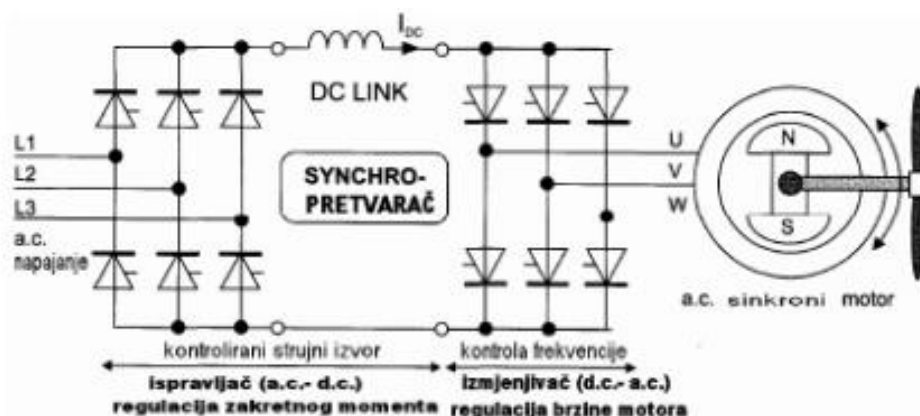 I_DC
DC LINK
L1
L2
L3
a.c.
napajanje
SYNCHRO-
PRETVARAČ
U
V
W
N
S
a.c. sinkroni motor
kontrolirani strujni izvor
kontrola frekvencije
ispravljač (a.c.- d.c.)
izmjenjivač (d.c.- a.c.)
regulacija zakretnog momenta
regulacija brzine motora